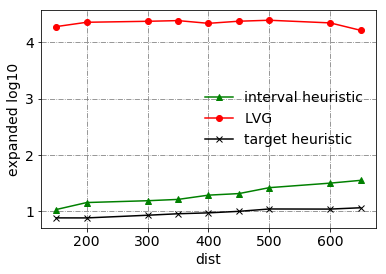 4
3
2
1
expanded log10
interval heuristic
LVG
target heuristic
200 300 400 500 600
dist